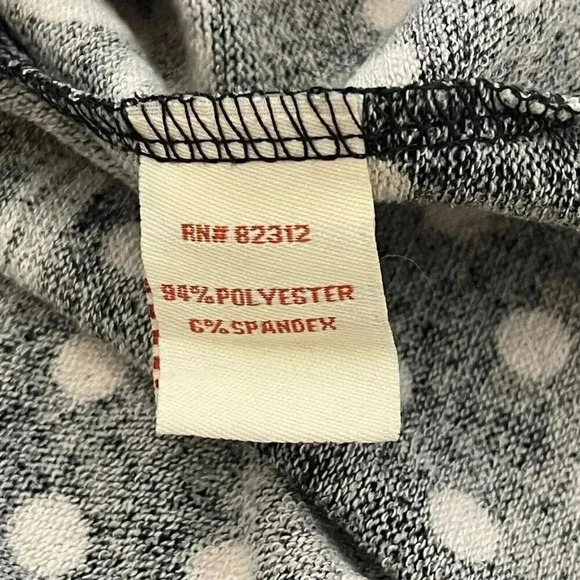 RN# 82312
94% POLYESTER
6% SPANDEX